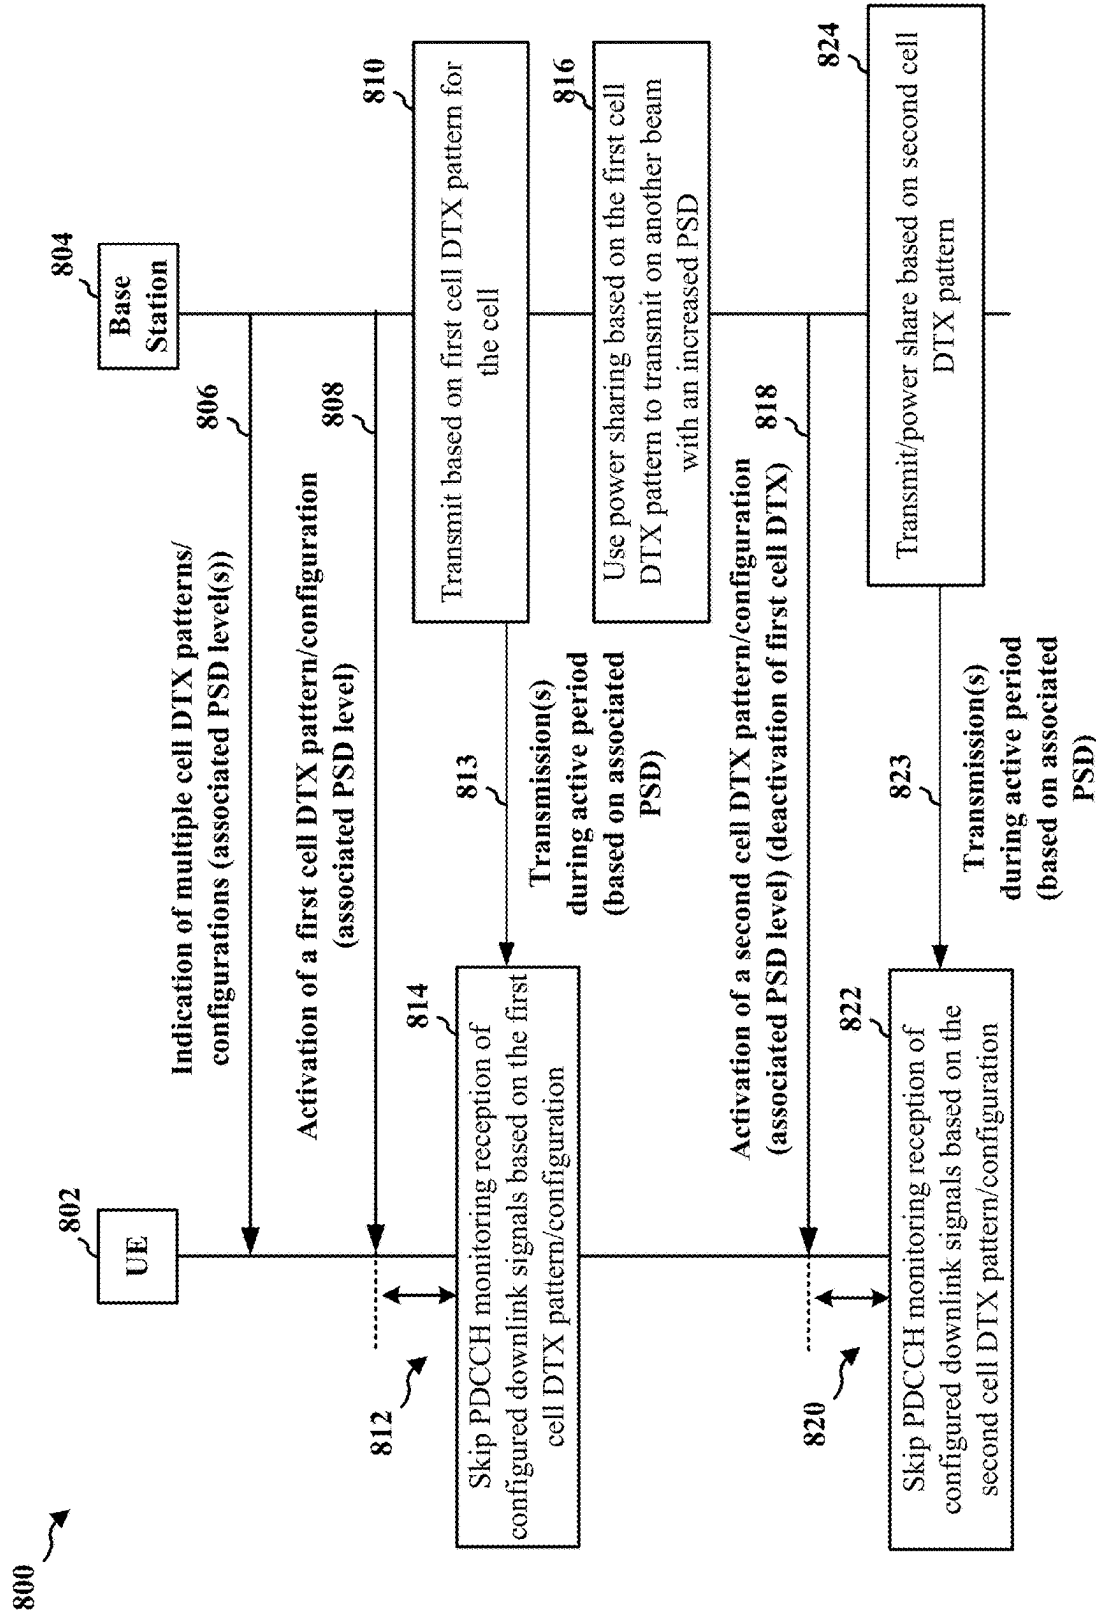 800
802
UE
804
Base
Station
806
Indication of multiple cell DTX patterns/
configurations (associated PSD level(s))
808
Activation of a first cell DTX pattern/configuration
(associated PSD level)
810
Transmit based on first cell DTX pattern for
the cell
812
813
Transmission(s)
during active period
(based on associated
PSD)
814
Skip PDCCH monitoring reception of
configured downlink signals based on the first
cell DTX pattern/configuration
816
Use power sharing based on the first cell
DTX pattern to transmit on another beam
with an increased PSD
818
Activation of a second cell DTX pattern/configuration
(associated PSD level) (deactivation of first cell DTX)
820
822
Skip PDCCH monitoring reception of
configured downlink signals based on the
second cell DTX pattern/configuration
823
Transmission(s)
during active period
(based on associated
PSD)
824
Transmit/power share based on second cell
DTX pattern